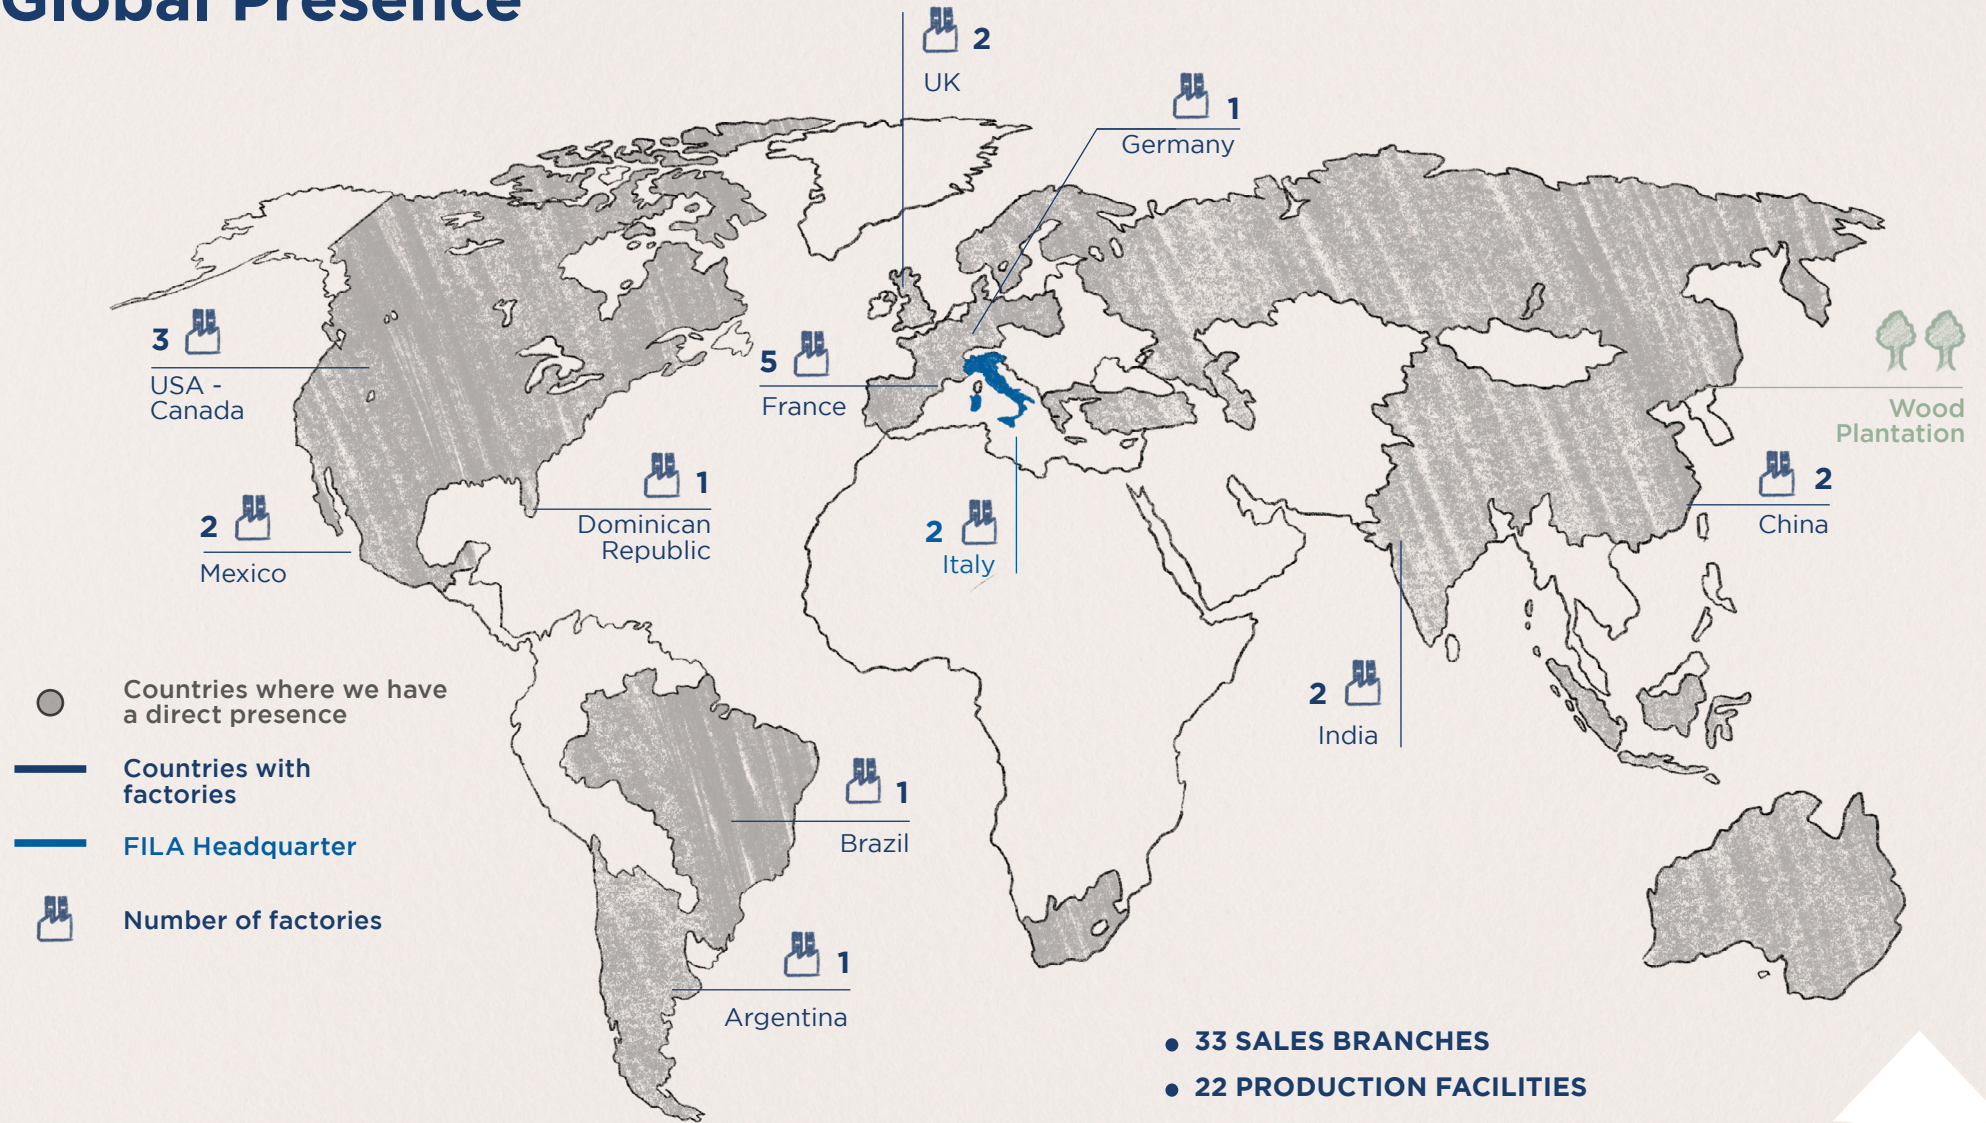 Global Presence
2
UK
1
Germany
3
USA -
Canada
5
France
Wood
Plantation
1
Dominican
Republic
2
China
2
Mexico
2
Italy
2
India
Countries where we have
a direct presence
Countries with
factories
FILA Headquarter
Number of factories
1
Brazil
1
Argentina
• 33 SALES BRANCHES
• 22 PRODUCTION FACILITIES